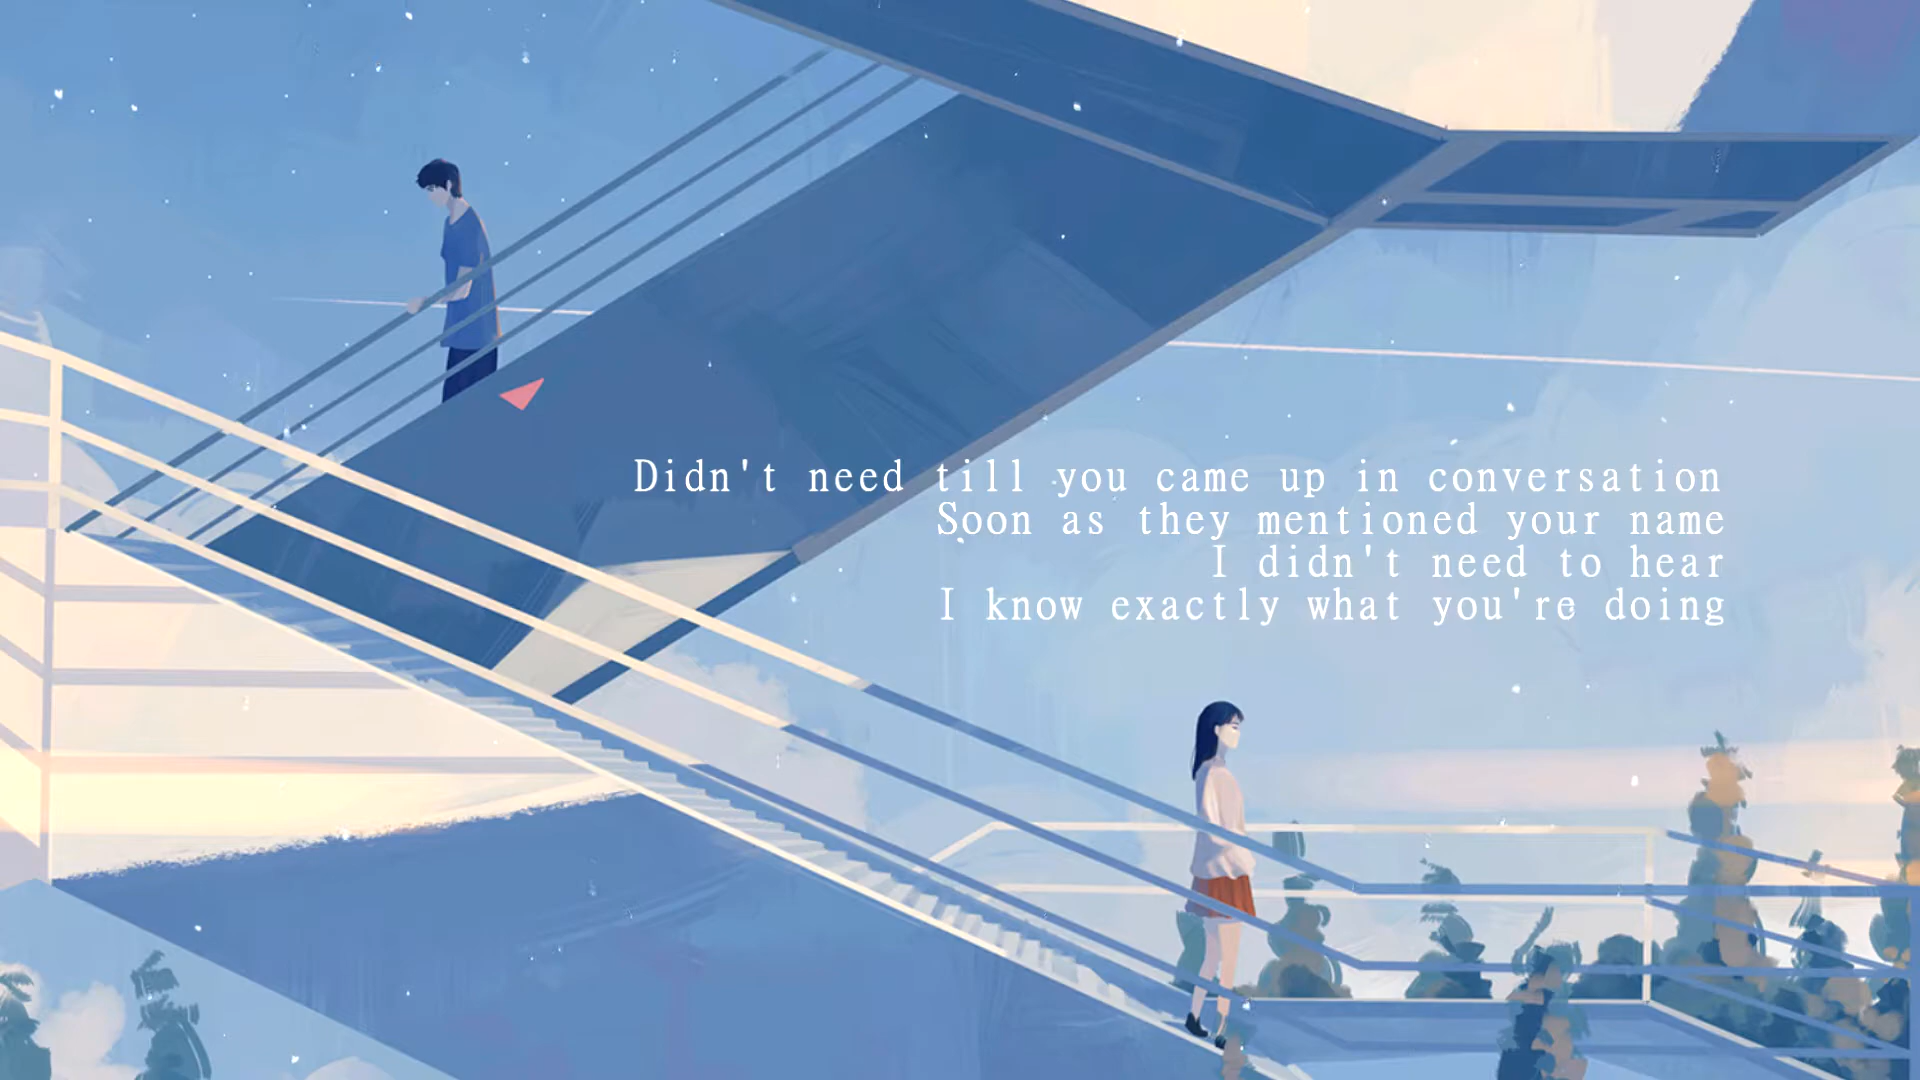 Didn't need till you came up in conversation
Soon as they mentioned your name
I didn't need to hear
I know exactly what you're doing